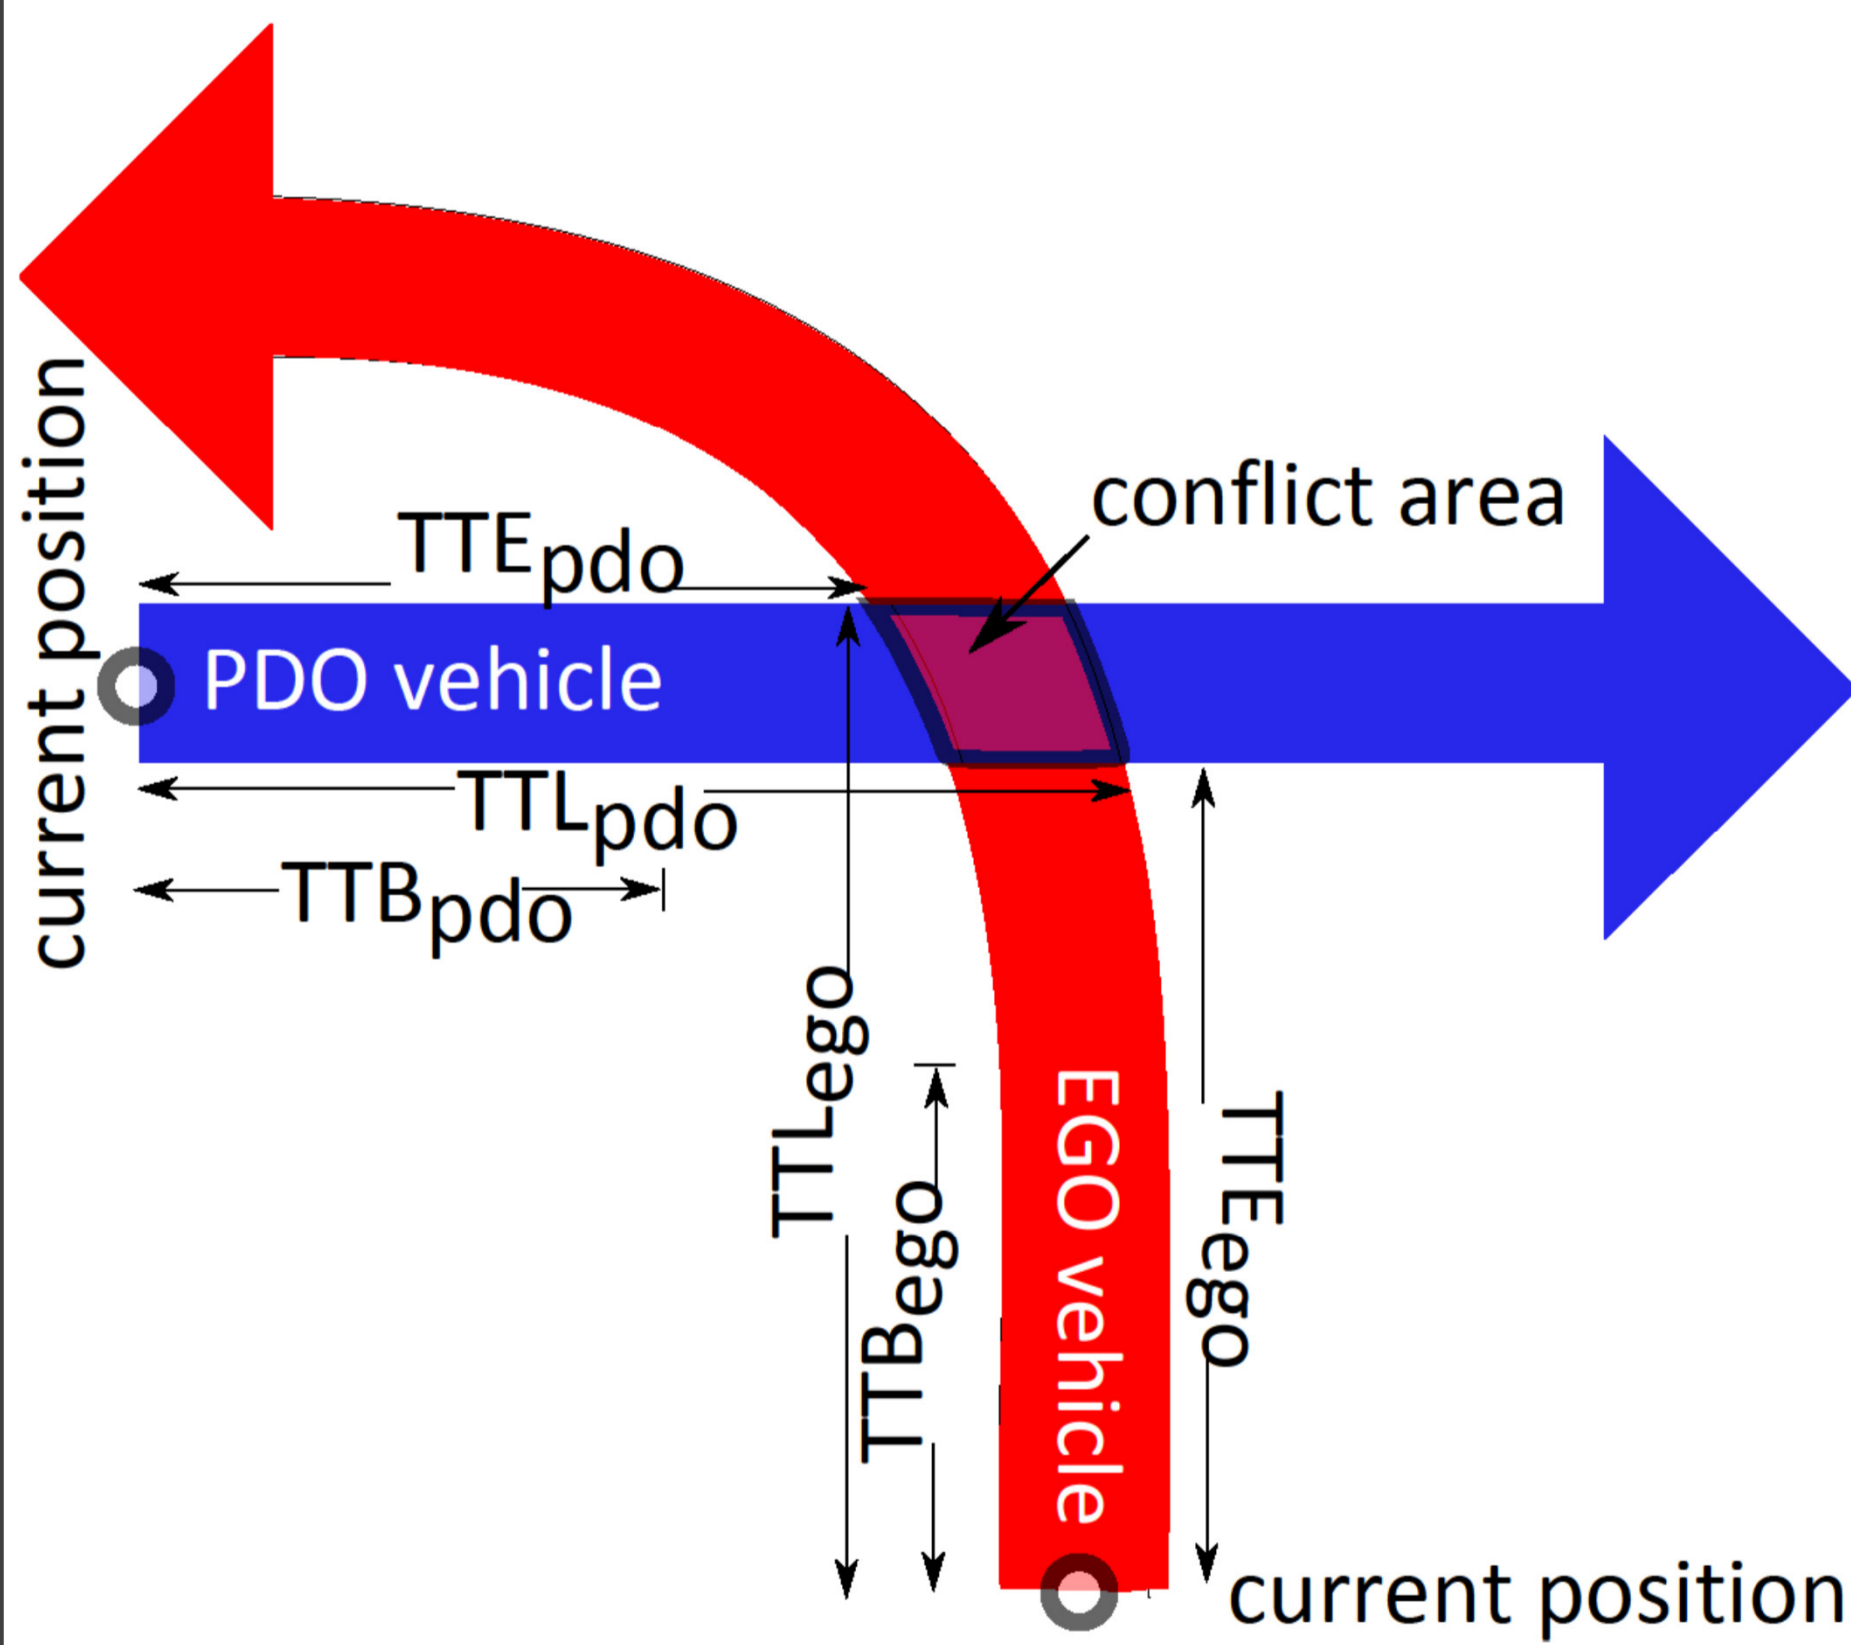 current position
conflict area
TTEpdo
PDO vehicle
TTLpdo
TTBpdo
TTLego
TTBego
EGO vehicle
TTEego
current position